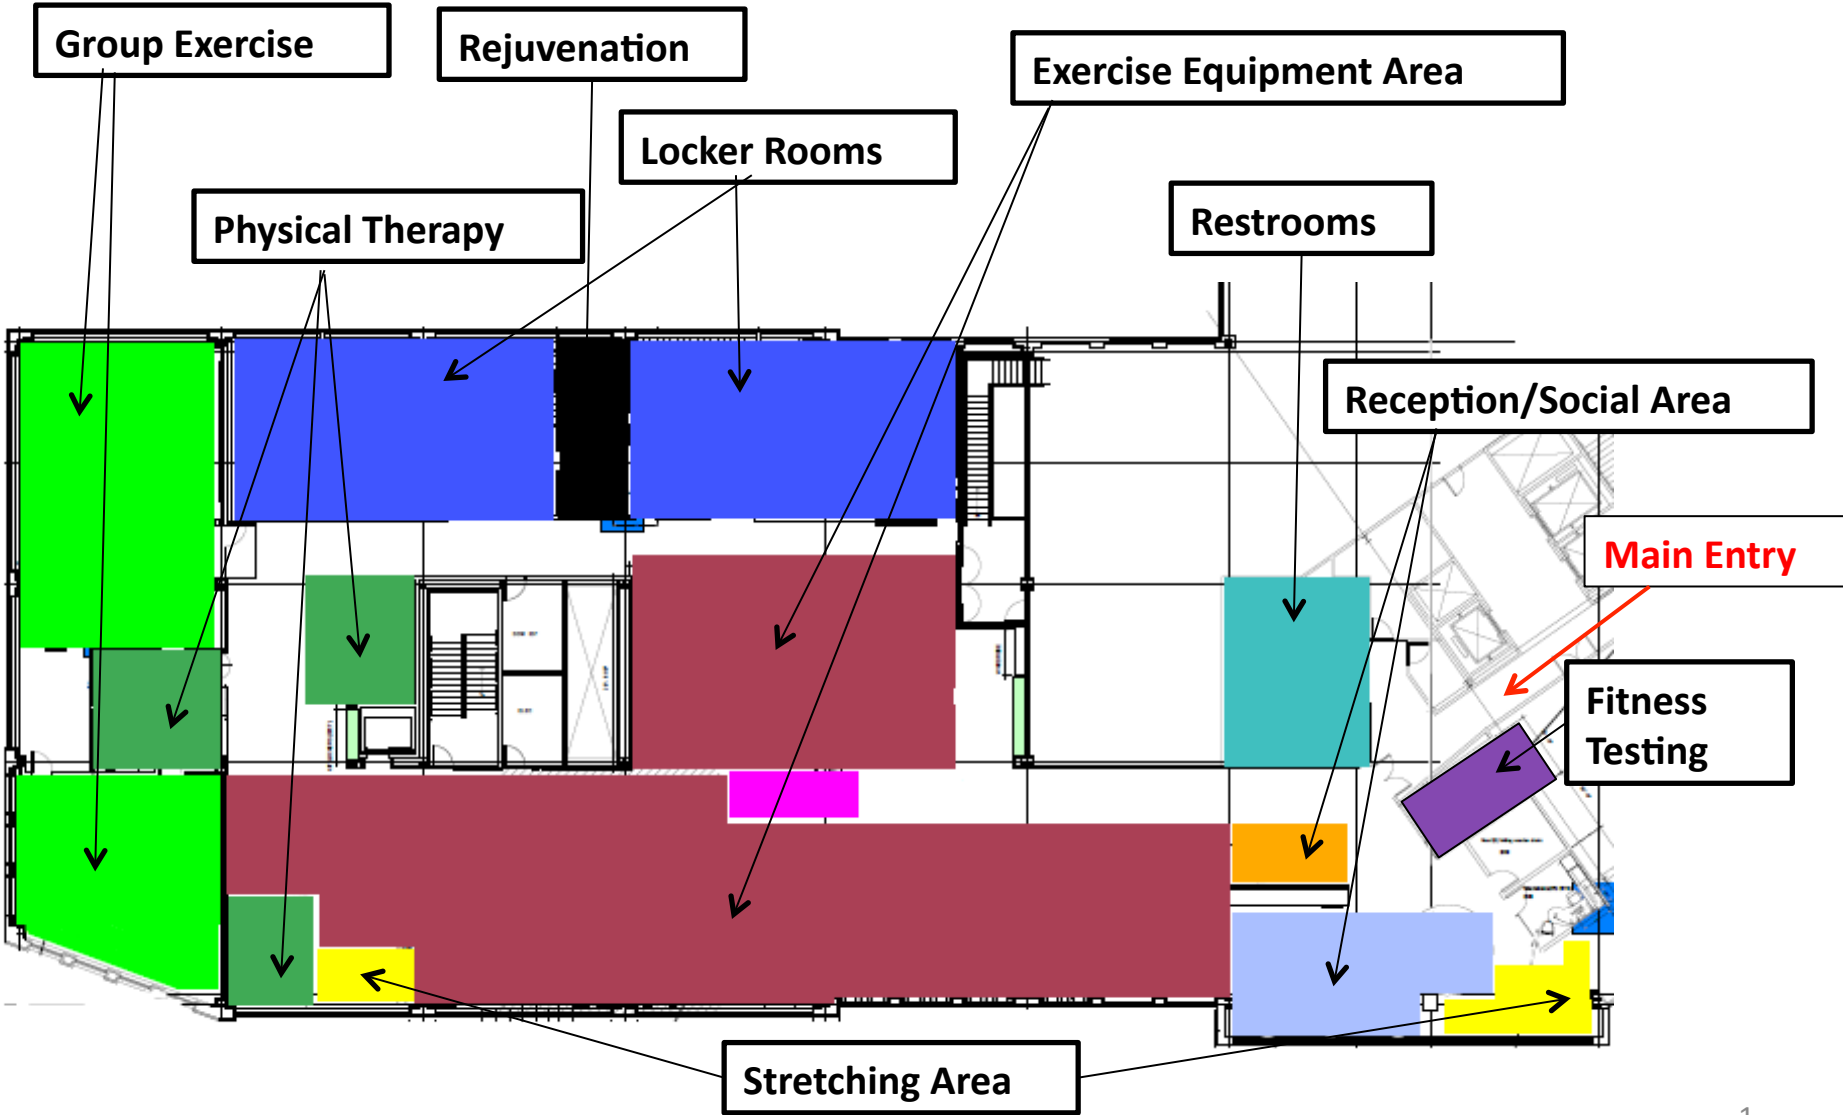 Group Exercise
Rejuvenation
Exercise Equipment Area
Locker Rooms
Physical Therapy
Restrooms
Reception/Social Area
Main Entry
Fitness
Testing
Stretching Area
1